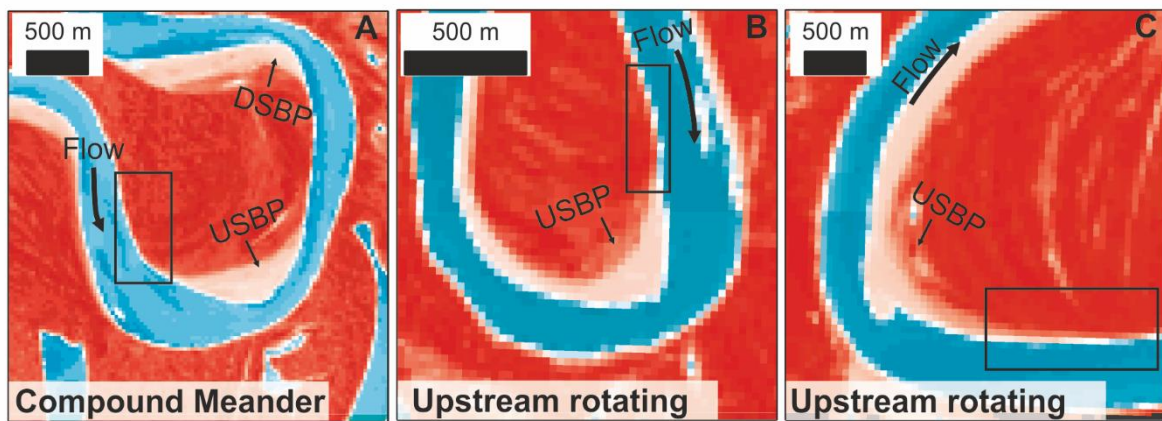 500 m
A
DSBP
Flow
USBP
Compound Meander
500 m
B
Flow
USBP
Upstream rotating
500 m
C
Flow
USBP
Upstream rotating